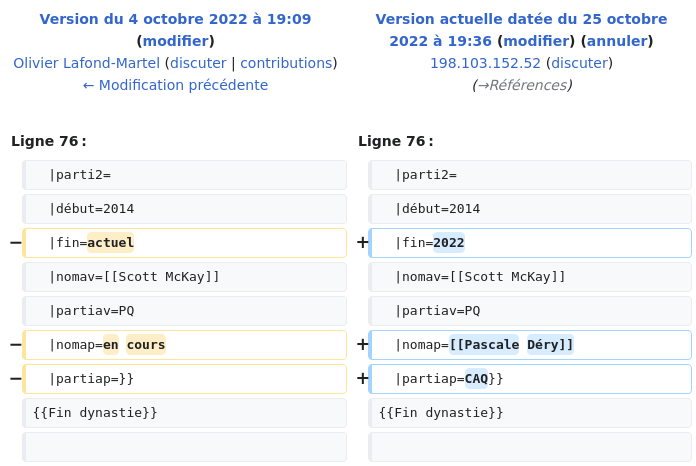 Version du 4 octobre 2022 à 19:09
(modifier)
Olivier Lafond-Martel (discuter | contributions)
← Modification précédente
Version actuelle datée du 25 octobre
2022 à 19:36 (modifier) (annuler)
198.103.152.52 (discuter)
(→Références)
Ligne 76 :
Ligne 76 :
|parti2=
|parti2=
|début=2014
|début=2014
− |fin=actuel
+ |fin=2022
|nomav=[[Scott McKay]]
|nomav=[[Scott McKay]]
|partiav=PQ
|partiav=PQ
− |nomap=en cours
+ |nomap=[[Pascale Déry]]
− |partiap=}}
+ |partiap=CAQ}}
{{Fin dynastie}}
{{Fin dynastie}}